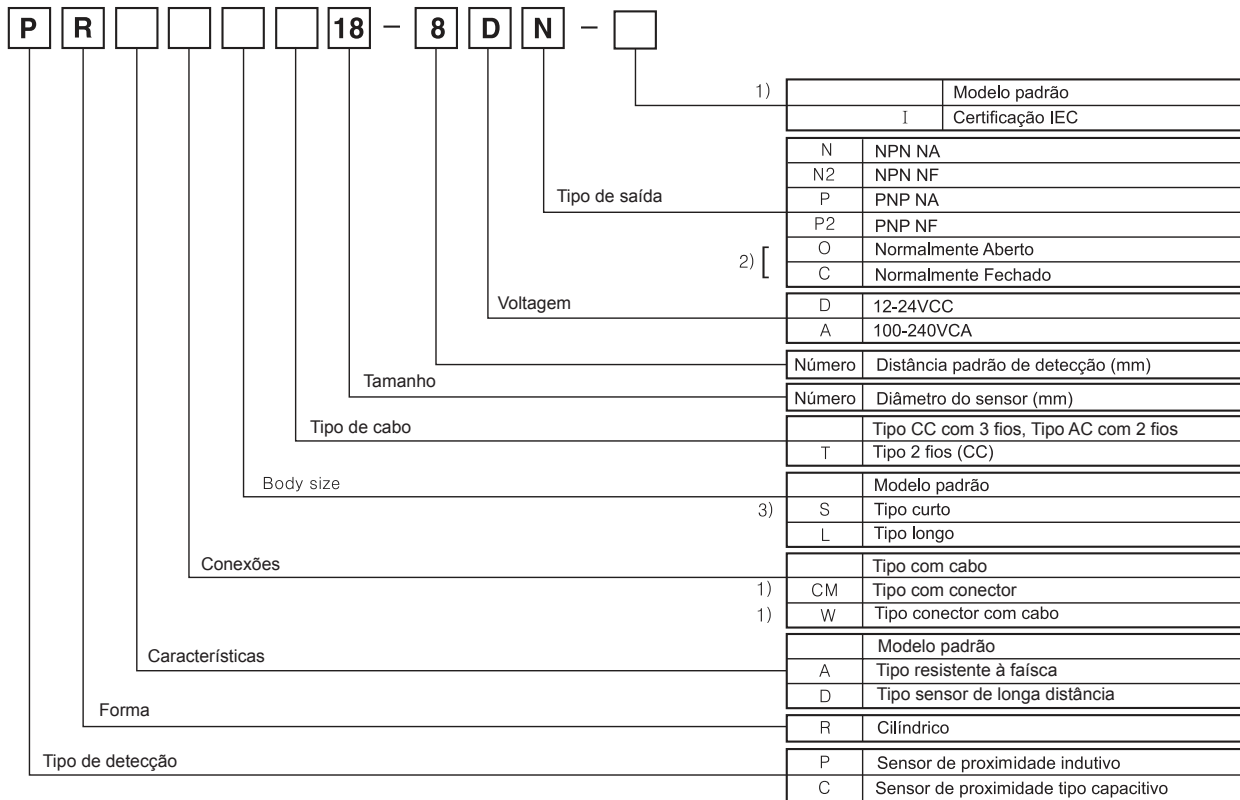 P R 18 - 8 D N -
1) Modelo padrão
I Certificação IEC
N NPN NA
N2 NPN NF
Tipo de saída
P PNP NA
P2 PNP NF
2) [ O Normalmente Aberto
C Normalmente Fechado
Voltagem
D 12-24VCC
A 100-240VCA
Número Distância padrão de detecção (mm)
Tamanho
Número Diâmetro do sensor (mm)
Tipo de cabo
Tipo CC com 3 fios, Tipo AC com 2 fios
T Tipo 2 fios (CC)
Body size
Modelo padrão
3) S Tipo curto
L Tipo longo
Conexões
Tipo com cabo
1) CM Tipo com conector
1) W Tipo conector com cabo
Características
Modelo padrão
A Tipo resistente à faísca
D Tipo sensor de longa distância
Forma
R Cilíndrico
Tipo de detecção
P Sensor de proximidade indutivo
C Sensor de proximidade tipo capacitivo